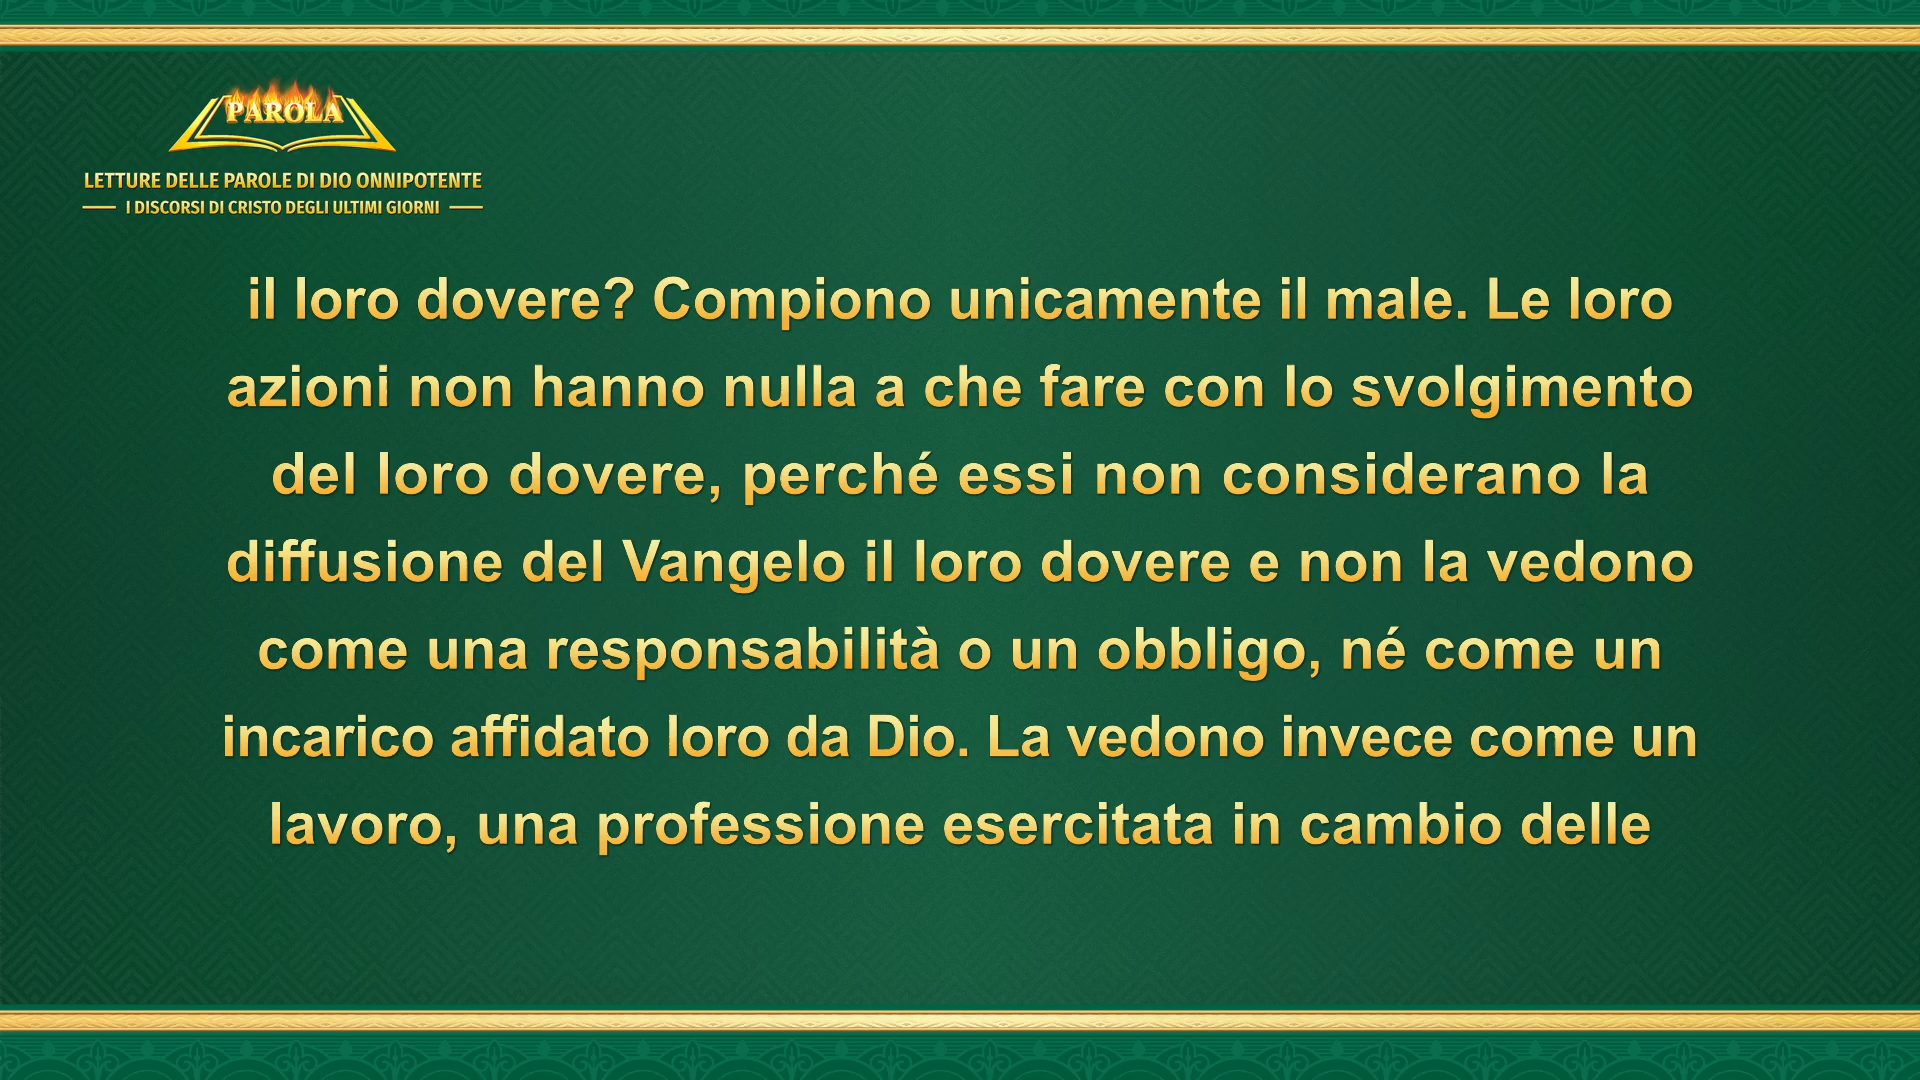 PAROLA
LETTURE DELLE PAROLE DI DIO ONNIPOTENTE
I DISCORSI DI CRISTO DEGLI ULTIMI GIORNI
il loro dovere? Compiono unicamente il male. Le loro
azioni non hanno nulla a che fare con lo svolgimento
del loro dovere, perché essi non considerano la
diffusione del Vangelo il loro dovere e non la vedono
come una responsabilità o un obbligo, né come un
incarico affidato loro da Dio. La vedono invece come un
lavoro, una professione esercitata in cambio delle